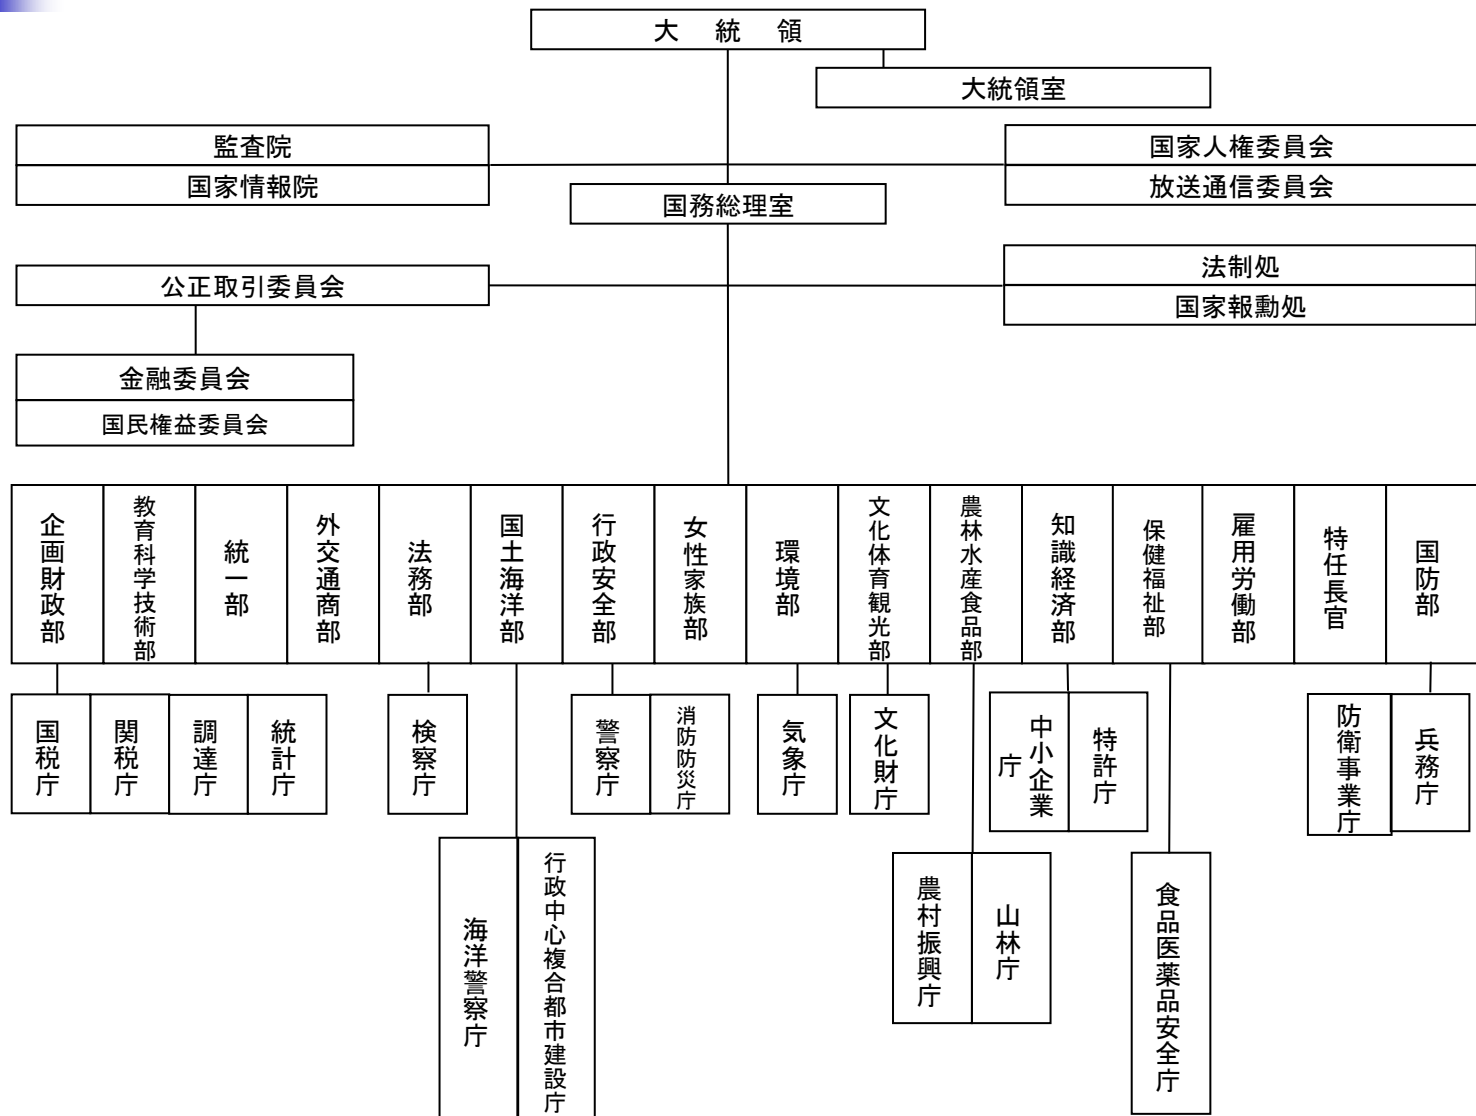 大統領
大統領室
監査院
国家情報院
国家人権委員会
放送通信委員会
国務総理室
公正取引委員会
法制処
国家報勳処
金融委員会
国民権益委員会
企画財政部
教育科学技術部
統一部
外交通商部
法務部
国土海洋部
行政安全部
女性家族部
環境部
文化体育観光部
農林水産食品部
知識経済部
保健福祉部
雇用労働部
特任長官
国防部
国税庁
関税庁
調達庁
統計庁
検察庁
警察庁
消防防災庁
気象庁
文化財庁
中小企業
庁
特許庁
防衛事業庁
兵務庁
海洋警察庁
行政中心複合都市建設庁
農村振興庁
山林庁
食品医薬品安全庁